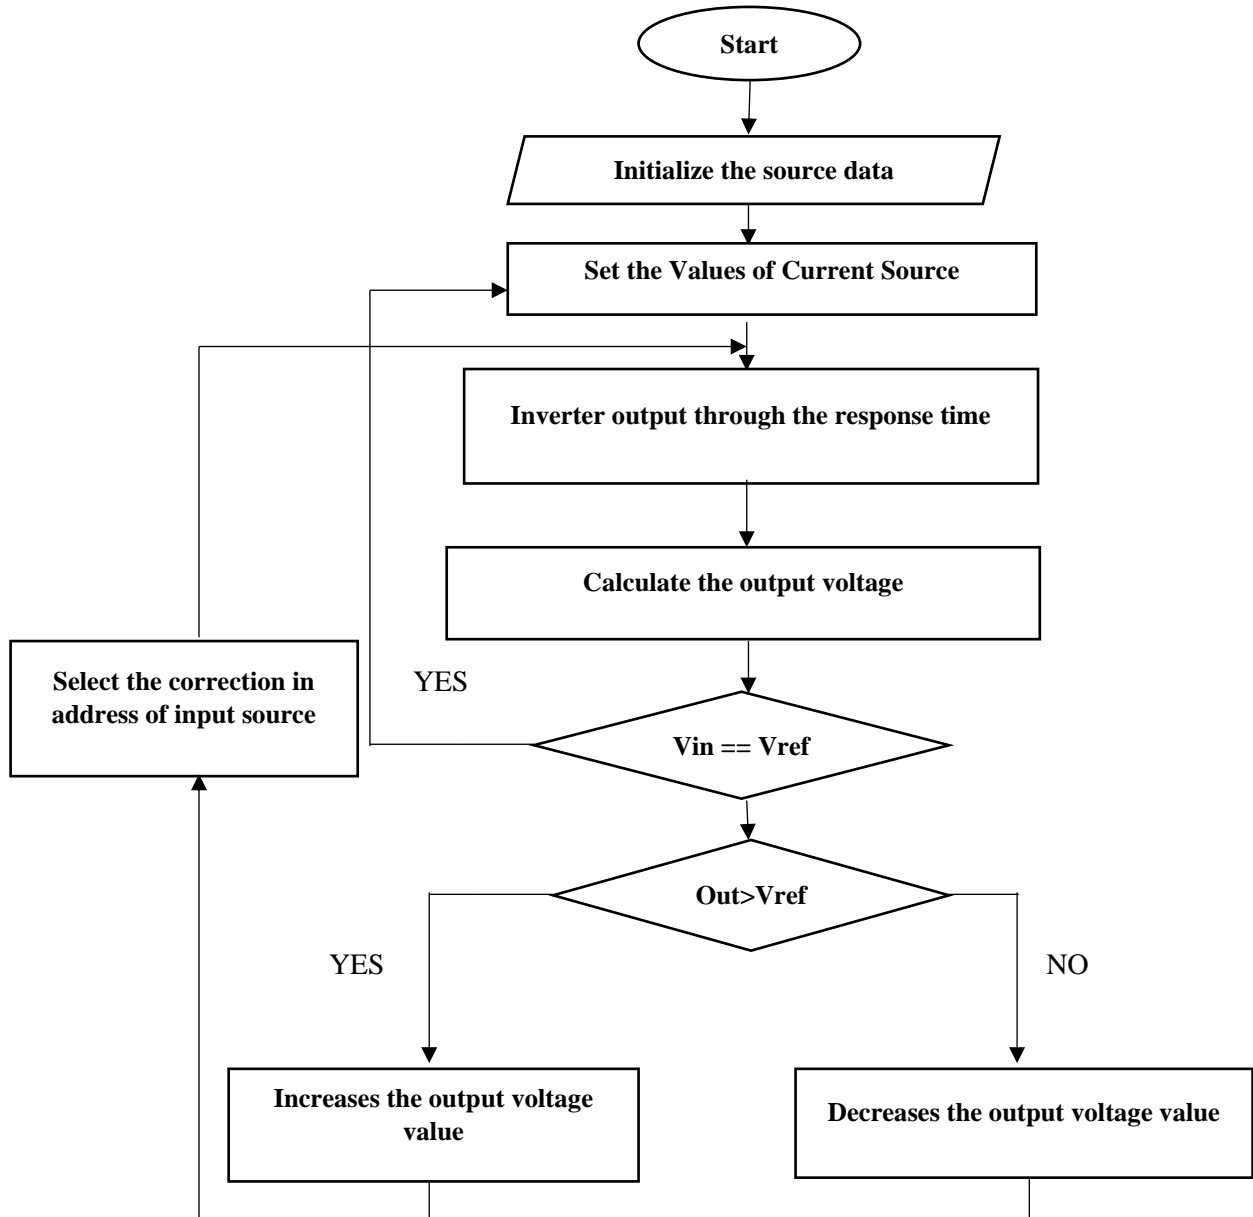 Start
Initialize the source data
Set the Values of Current Source
Inverter output through the response time
Calculate the output voltage
Select the correction in
address of input source
YES
Vin == Vref
Out>Vref
YES
NO
Increases the output voltage
value
Decreases the output voltage value